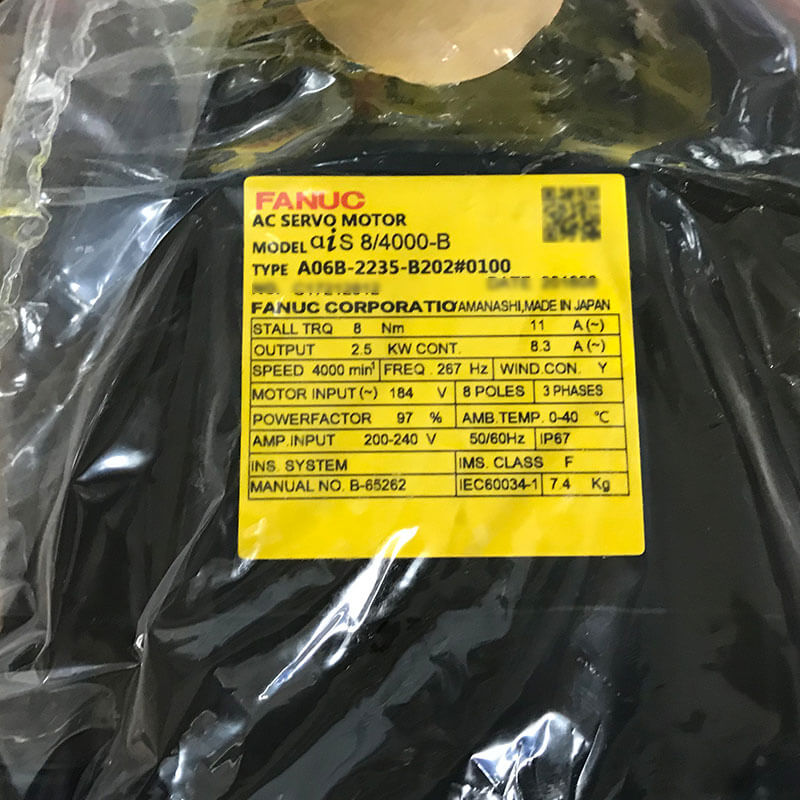 FANUC
AC SERVO MOTOR
MODEL αiS 8/4000-B
TYPE A06B-2235-B202#0100
NO. DATE
FANUC CORPORATIO YAMANASHI,MADE IN JAPAN
STALL TRQ 8 Nm 11 A(~)
OUTPUT 2.5 KW CONT. 8.3 A(~)
SPEED 4000 min¹ FREQ. 267 Hz WIND.CON. Y
MOTOR INPUT(~) 184 V 8 POLES 3 PHASES
POWERFACTOR 97 % AMB.TEMP. 0-40 ℃
AMP.INPUT 200-240 V 50/60Hz IP67
INS. SYSTEM IMS. CLASS F
MANUAL NO. B-65262 IEC60034-1 7.4 Kg